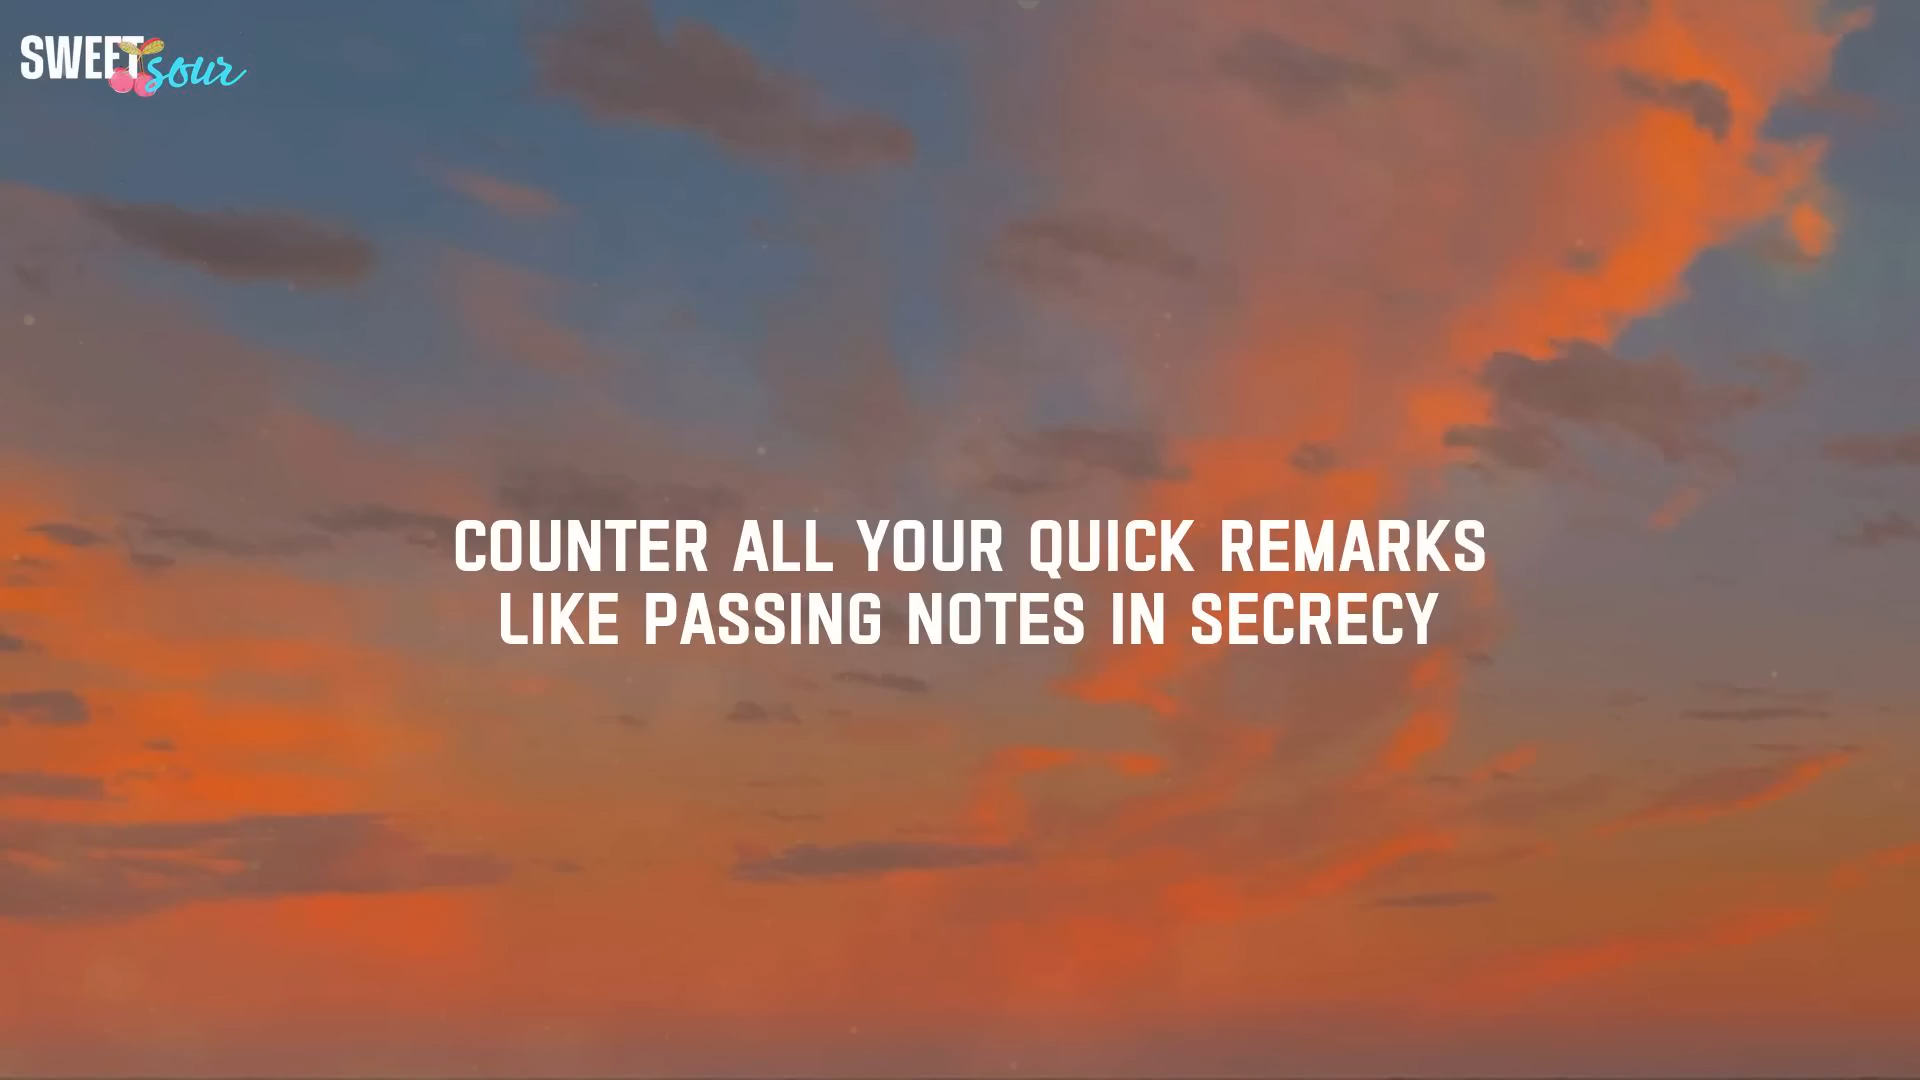 SWEET
sour
COUNTER ALL YOUR QUICK REMARKS
LIKE PASSING NOTES IN SECRECY